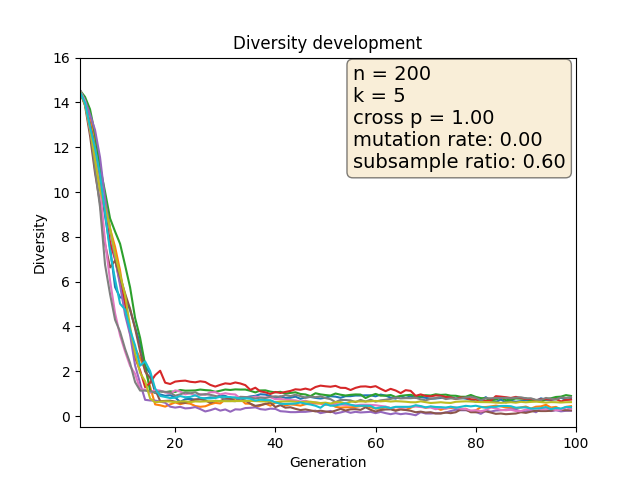 Diversity development
n = 200
k = 5
cross p = 1.00
mutation rate: 0.00
subsample ratio: 0.60
Diversity
16
14
12
10
8
6
4
2
0
20 40 60 80 100
Generation